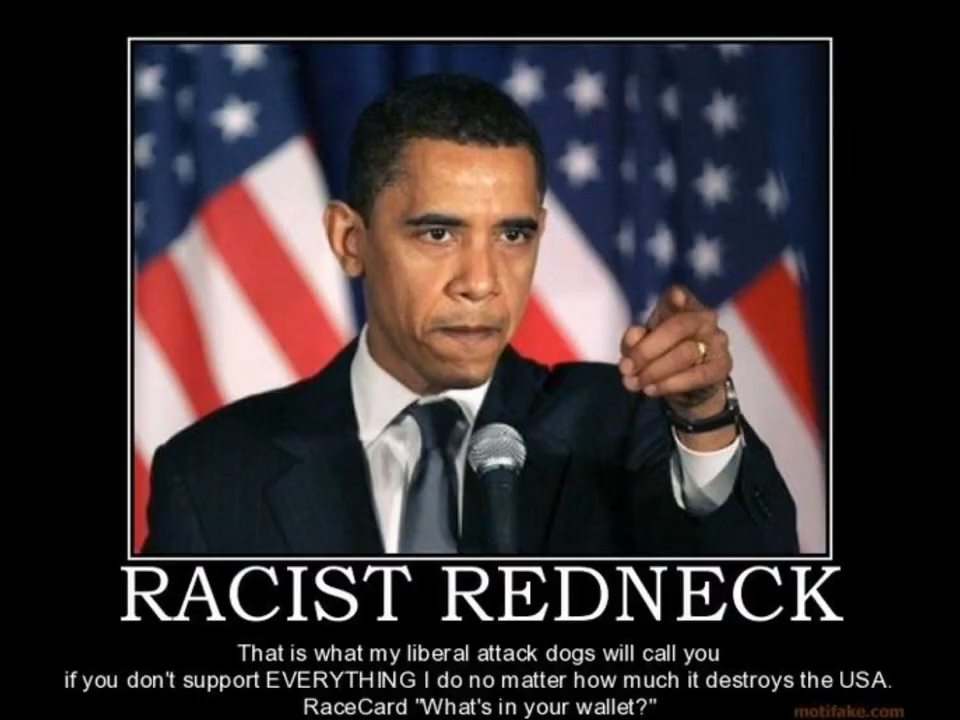 RACIST REDNECK
That is what my liberal attack dogs will call you
if you don't support EVERYTHING I do no matter how much it destroys the USA.
RaceCard "What's in your wallet?"
motifake.com